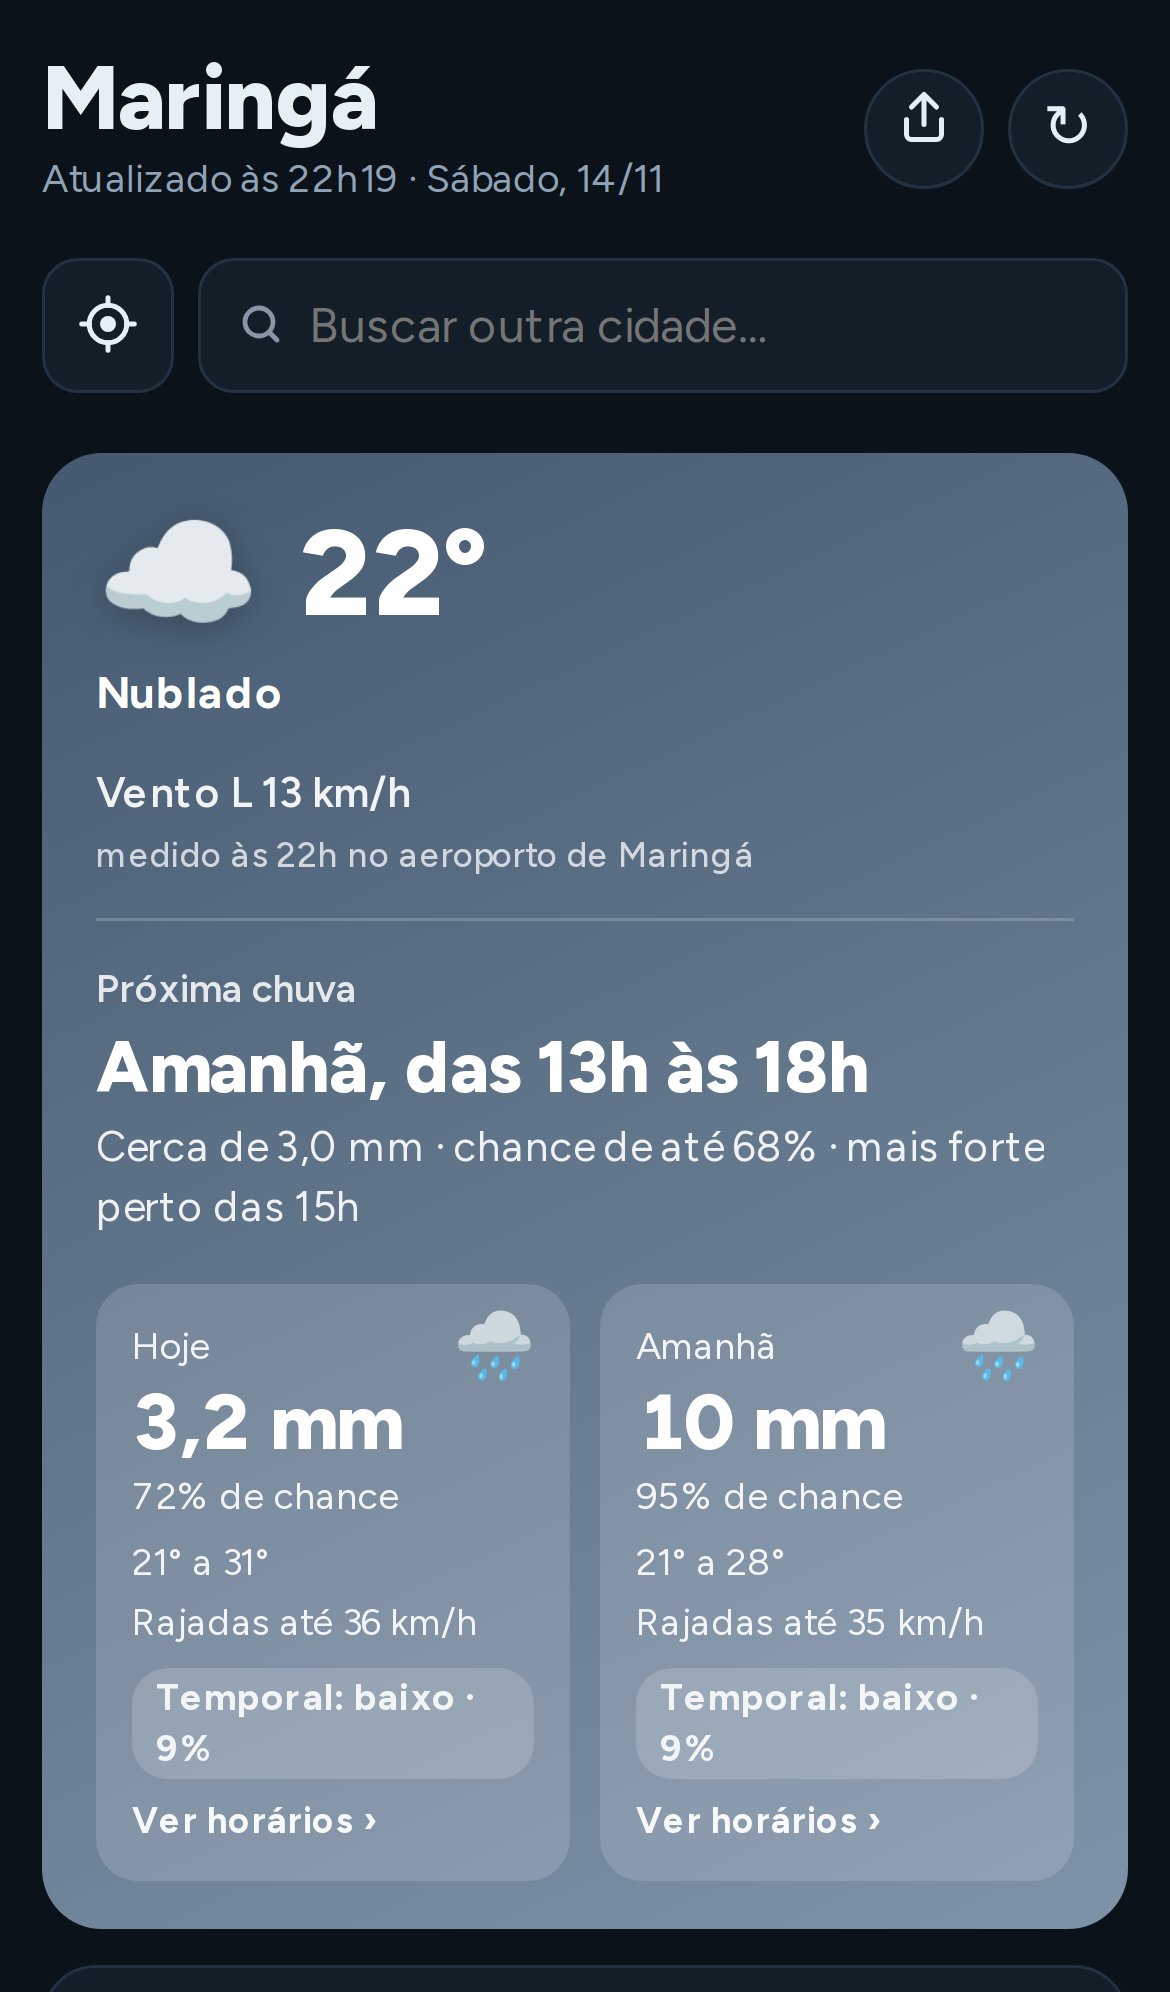 Maringá
Atualizado às 22h19 · Sábado, 14/11
Buscar outra cidade...
22°
Nublado
Vento L 13 km/h
medido às 22h no aeroporto de Maringá
Próxima chuva
Amanhã, das 13h às 18h
Cerca de 3,0 mm · chance de até 68% · mais forte
perto das 15h
Hoje
3,2 mm
72% de chance
21° a 31°
Rajadas até 36 km/h
Temporal: baixo ·
9%
Ver horários ›
Amanhã
10 mm
95% de chance
21° a 28°
Rajadas até 35 km/h
Temporal: baixo ·
9%
Ver horários ›